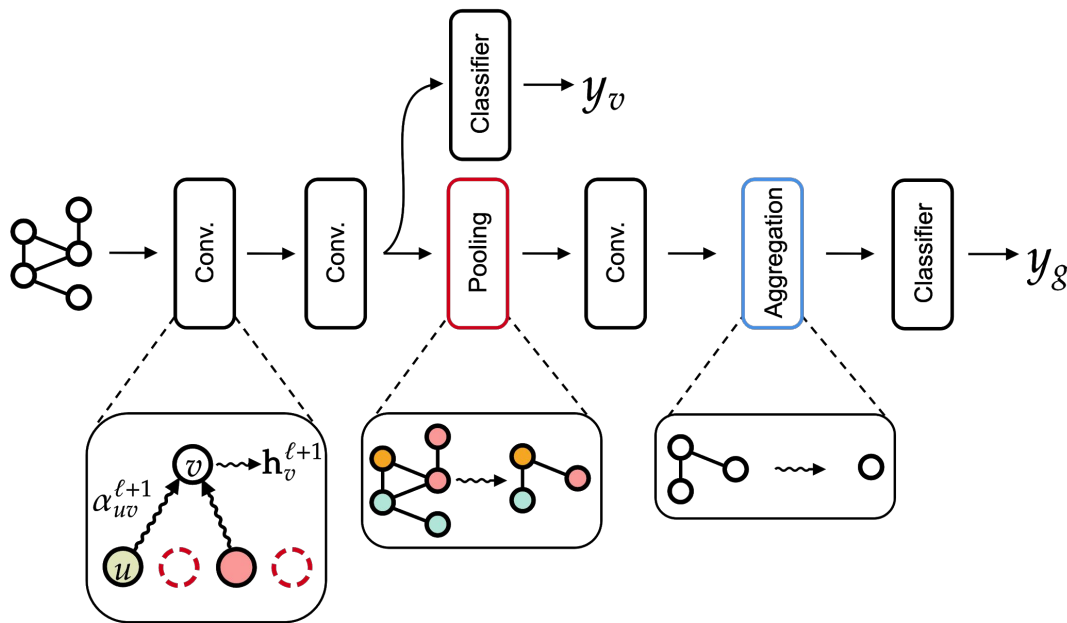 Classifier
y_v
Conv.
Conv.
Pooling
Conv.
Aggregation
Classifier
y_g
v
h_v^{ℓ+1}
α_{uv}^{ℓ+1}
u